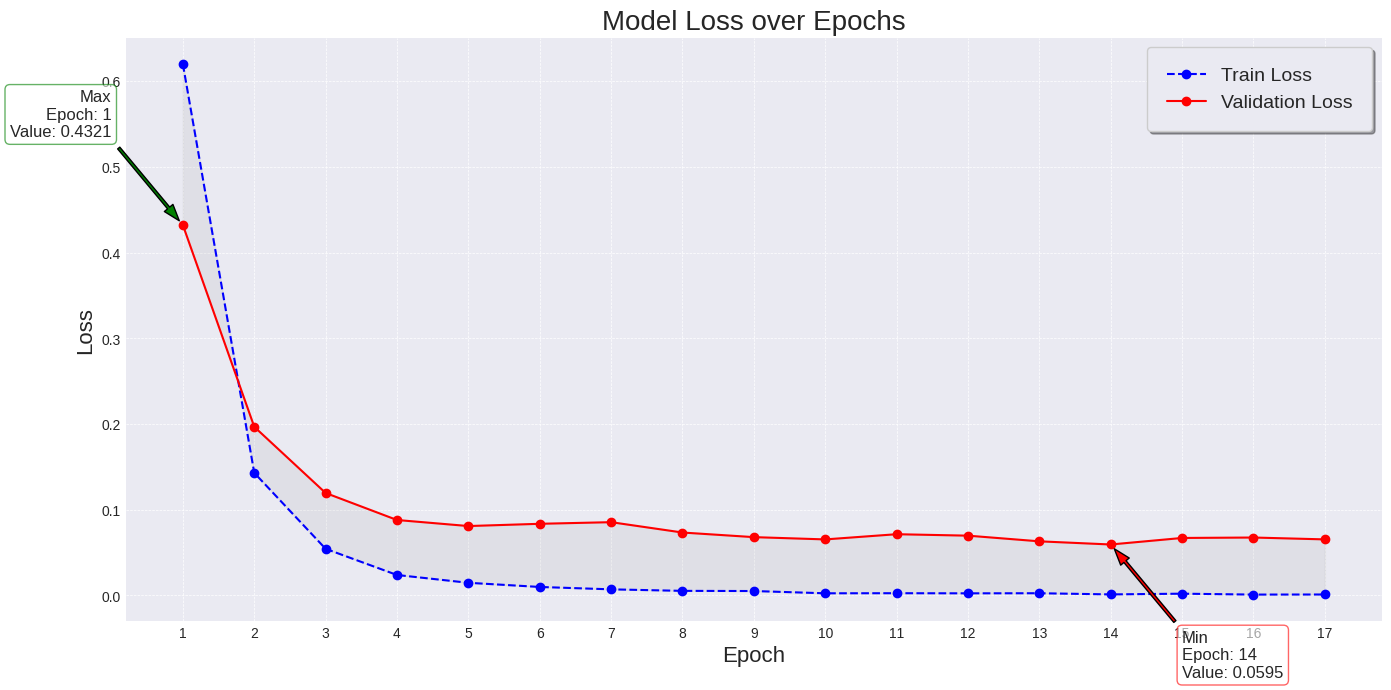 Model Loss over Epochs
Train Loss
Validation Loss
Max
Epoch: 1
Value: 0.4321
0.6
0.5
0.4
0.3
0.2
0.1
0.0
Loss
1 2 3 4 5 6 7 8 9 10 11 12 13 14 15 16 17
Epoch
Min
Epoch: 14
Value: 0.0595